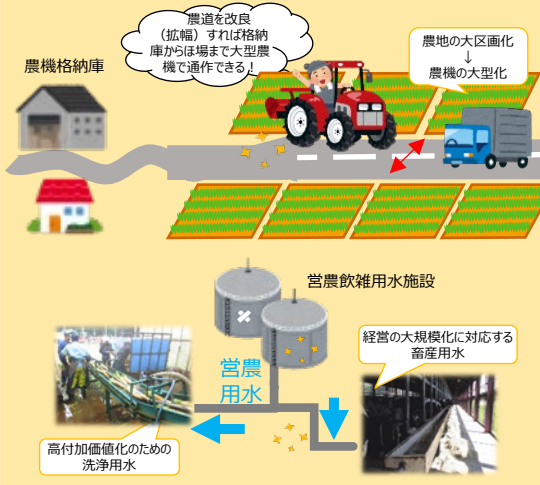 農道を改良
（拡幅）すれば格納
庫からほ場まで大型農
機で通作できる！
農地の大区画化
↓
農機の大型化
農機格納庫
営農飲雑用水施設
経営の大規模化に対応する
畜産用水
営農
用水
高付加価値化のための
洗浄用水